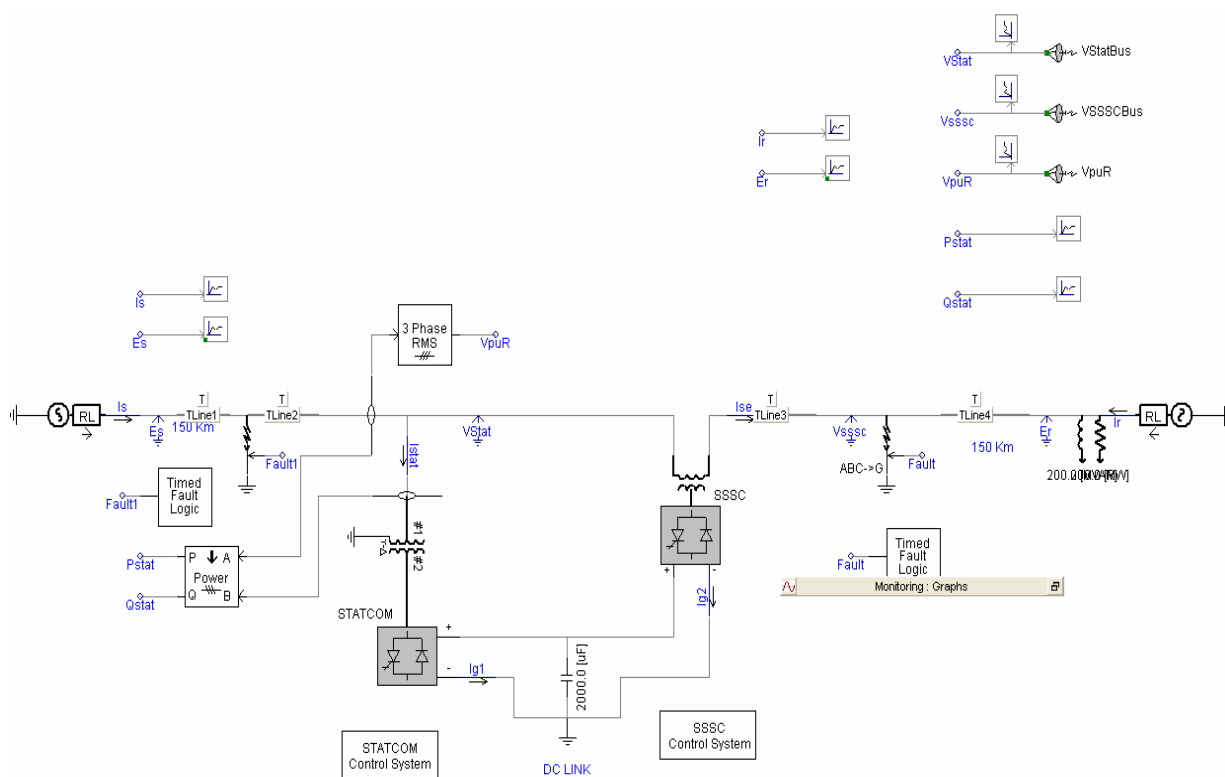 VStat
VStatBus
Vsssc
VSSSCBus
VpuR
VpuR
Ir
Er
Pstat
Qstat
Is
Es
3 Phase
RMS
VpuR
RL
Is
Es
T
TLine1
150 Km
T
TLine2
Fault1
VStat
Istat
Ise
T
TLine3
Vsssc
ABC->G
Fault
T
TLine4
150 Km
Er
Ir
RL
Timed
Fault
Logic
Fault1
SSSC
#1
#2
Pstat
Qstat
P
A
Power
Q
B
Timed
Fault
Logic
Fault
Monitoring : Graphs
STATCOM
+
-
Ig1
+
-
Ig2
2000.0 [uF]
STATCOM
Control System
DC LINK
SSSC
Control System